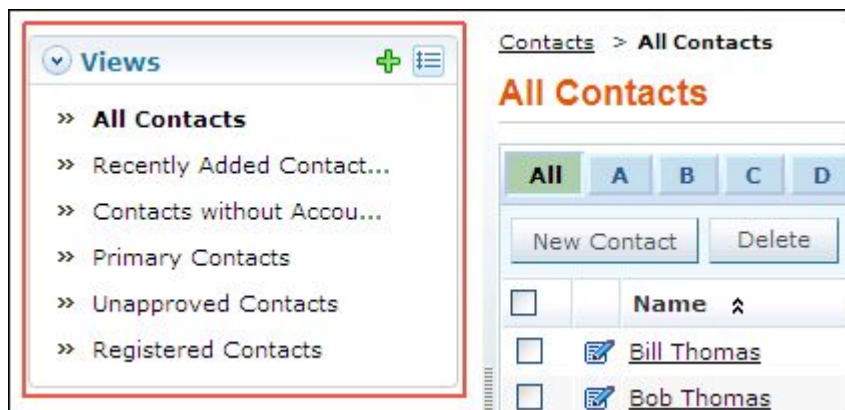 Views
» All Contacts
» Recently Added Contact...
» Contacts without Accou...
» Primary Contacts
» Unapproved Contacts
» Registered Contacts
Contacts > All Contacts
All Contacts
All A B C D
New Contact Delete
Name
Bill Thomas
Bob Thomas